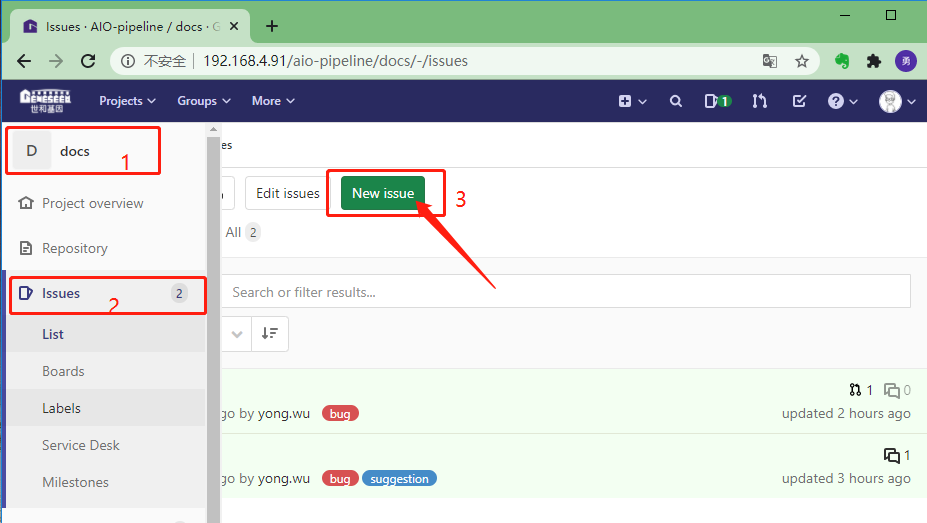 Issues · AIO-pipeline / docs · G
不安全 192.168.4.91/aio-pipeline/docs/-/issues
勇
GENESEEQ
世和基因
Projects Groups More 1
D docs 1
es
Project overview
Edit issues New issue 3
All 2
Repository
Issues 2
2
Search or filter results...
List
Boards
1 0
Labels
go by yong.wu bug updated 2 hours ago
Service Desk
1
Milestones
go by yong.wu bug suggestion updated 3 hours ago